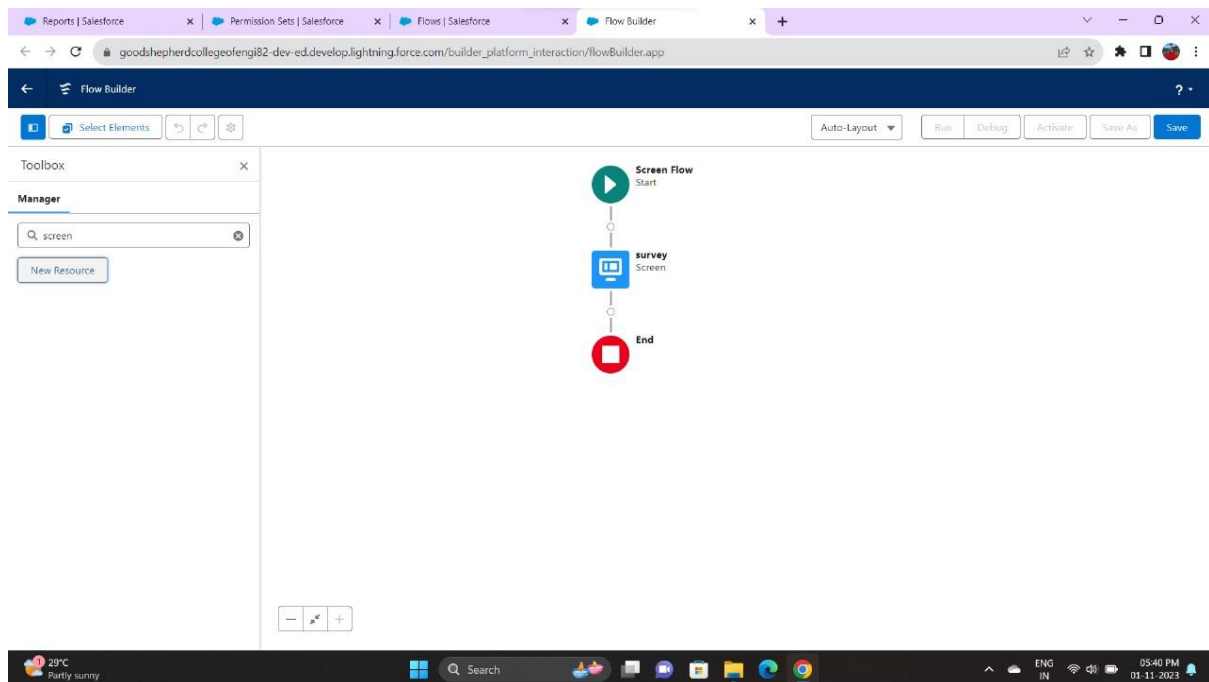 Reports | Salesforce
Permission Sets | Salesforce
Flows | Salesforce
Flow Builder
goodshepherdcollegeofengi82-dev-ed.develop.lightning.force.com/builder_platform_interaction/flowBuilder.app
Flow Builder
?
Select Elements
Auto-Layout
Run
Debug
Activate
Save As
Save
Toolbox
Manager
screen
New Resource
Screen Flow
Start
survey
Screen
End
1
29°C
Partly sunny
Search
ENG
IN
05:40 PM
01-11-2023